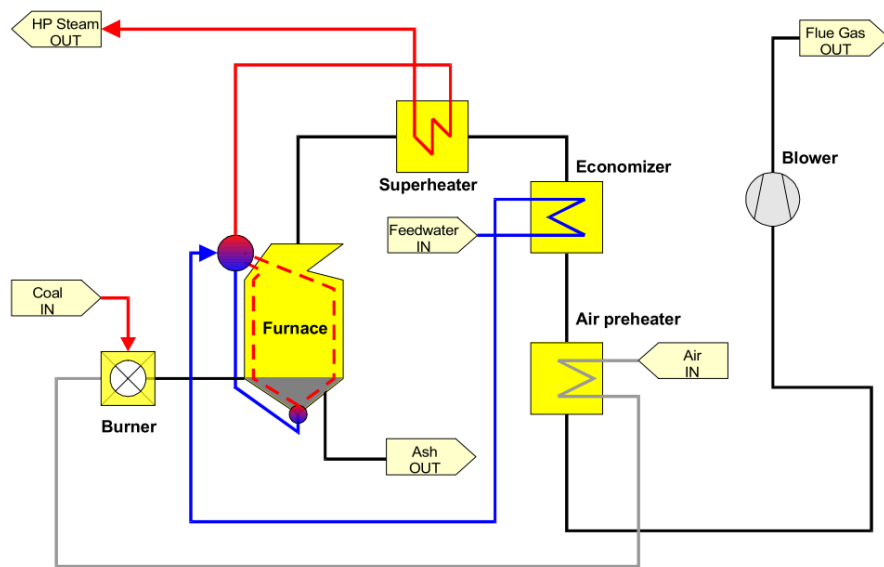 HP Steam
OUT
Flue Gas
OUT
Blower
Superheater
Economizer
Feedwater
IN
Coal
IN
Furnace
Air preheater
Air
IN
Burner
Ash
OUT